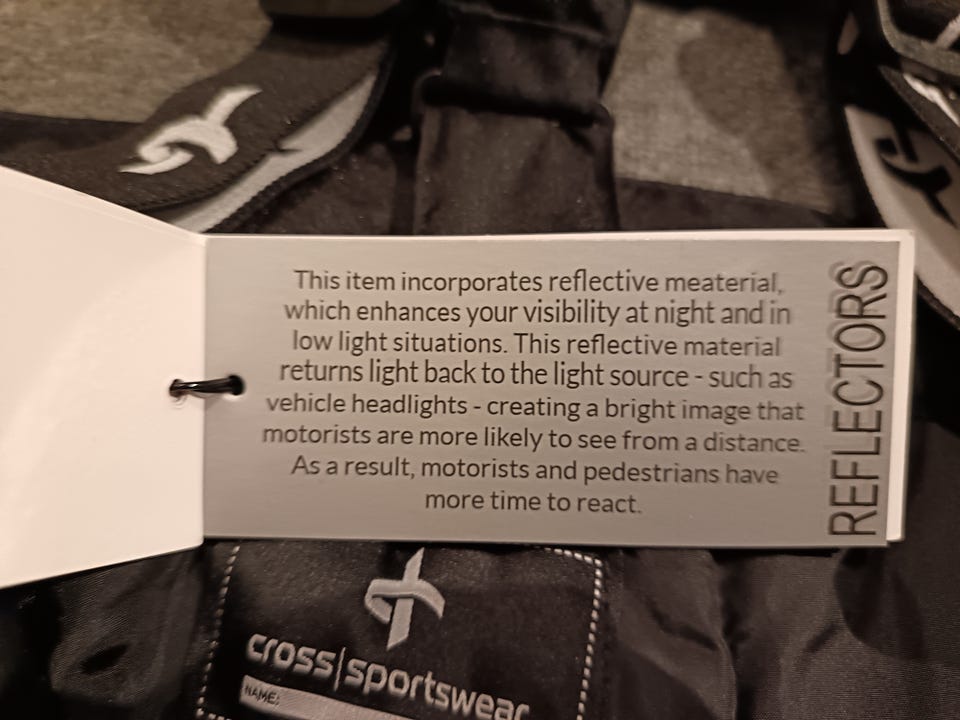 This item incorporates reflective meaterial,
which enhances your visibility at night and in
low light situations. This reflective material
returns light back to the light source - such as
vehicle headlights - creating a bright image that
motorists are more likely to see from a distance.
As a result, motorists and pedestrians have
more time to react.
REFLECTORS
cross|sportswear
NAME: